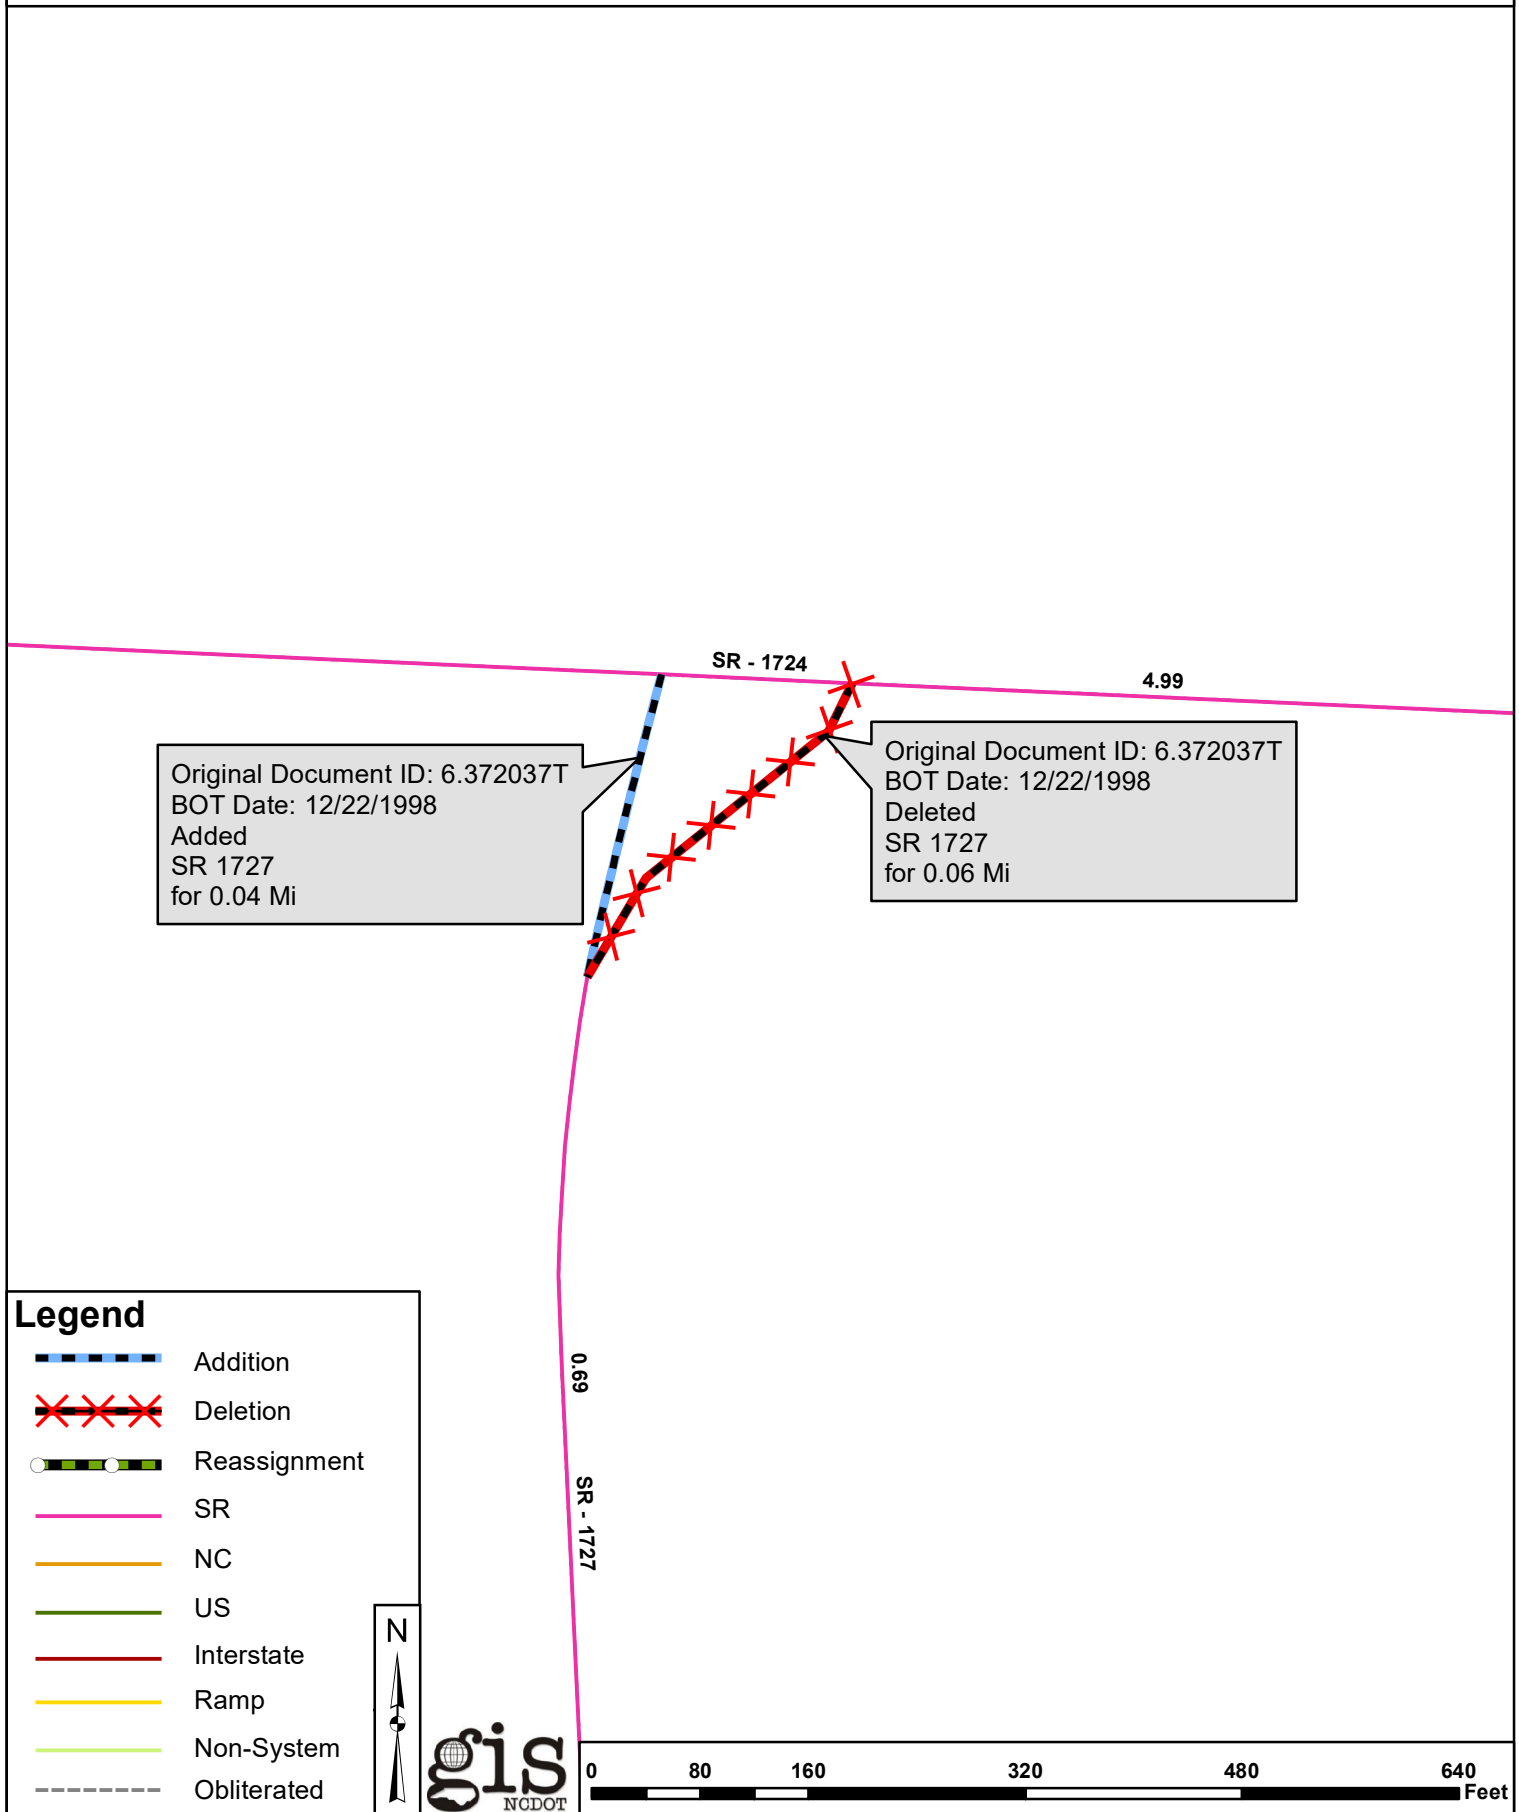 SR - 1724
4.99
Original Document ID: 6.372037T
BOT Date: 12/22/1998
Added
SR 1727
for 0.04 Mi
Original Document ID: 6.372037T
BOT Date: 12/22/1998
Deleted
SR 1727
for 0.06 Mi
0.69
SR - 1727
Legend
Addition
Deletion
Reassignment
SR
NC
US
Interstate
Ramp
Non-System
Obliterated
N
gis
NCDOT
0 80 160 320 480 640
Feet